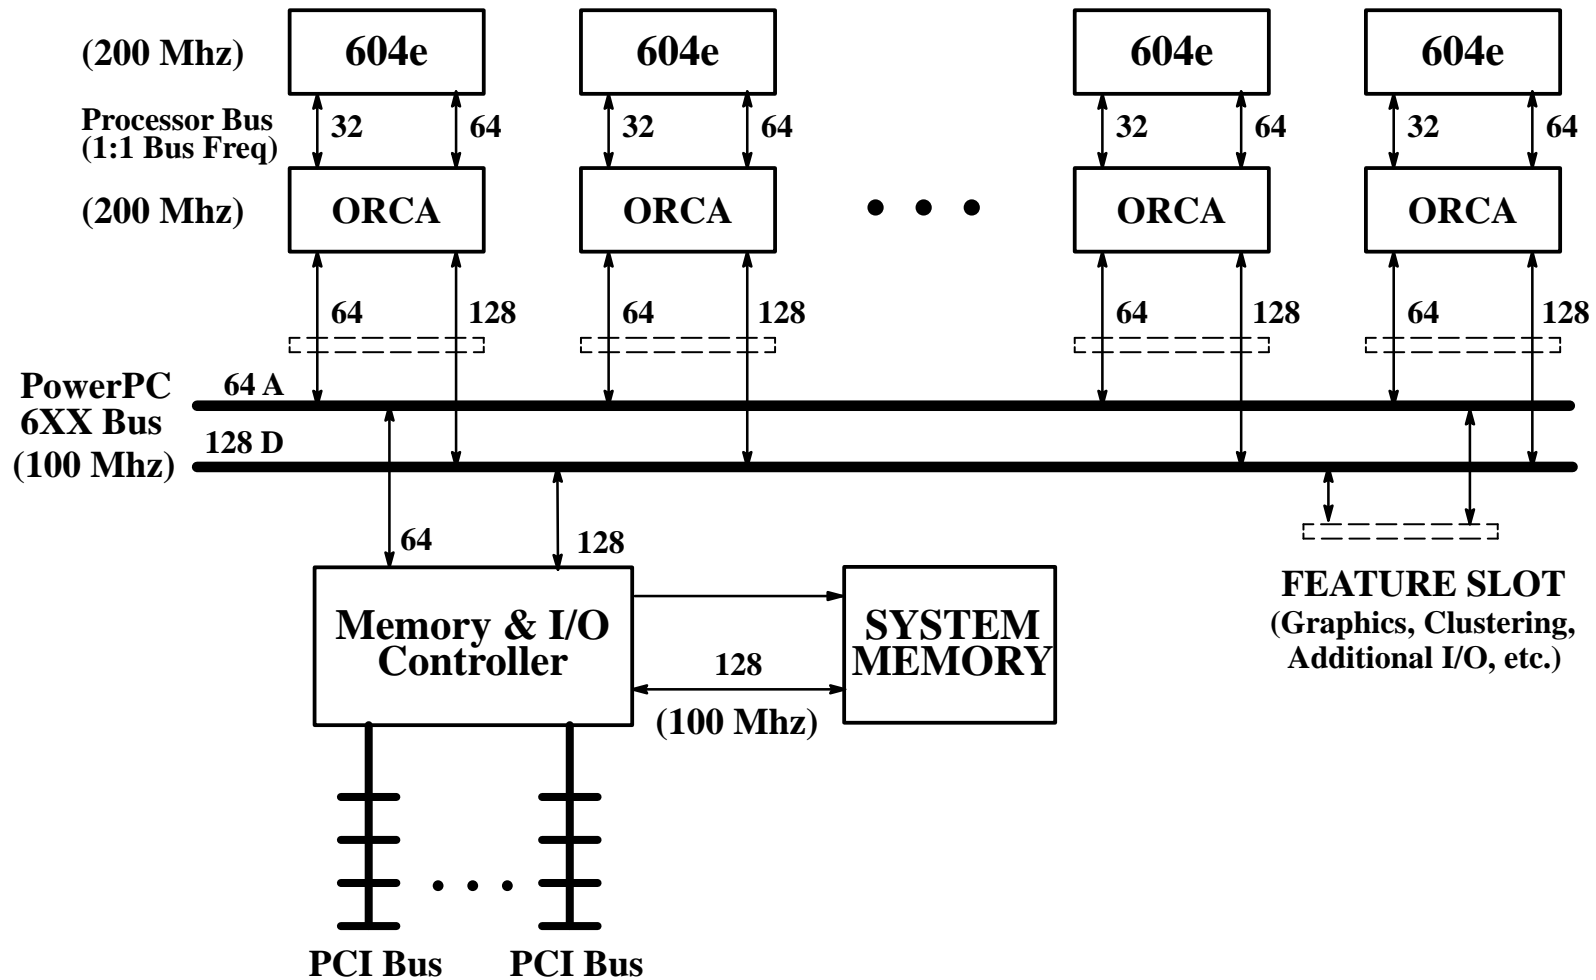 (200 Mhz)
604e
604e
604e
604e
Processor Bus
(1:1 Bus Freq)
32
64
32
64
32
64
32
64
(200 Mhz)
ORCA
ORCA
ORCA
ORCA
64
128
64
128
64
128
64
128
PowerPC
6XX Bus
(100 Mhz)
64 A
128 D
64
128
Memory & I/O
Controller
128
(100 Mhz)
SYSTEM
MEMORY
FEATURE SLOT
(Graphics, Clustering,
Additional I/O, etc.)
PCI Bus
PCI Bus